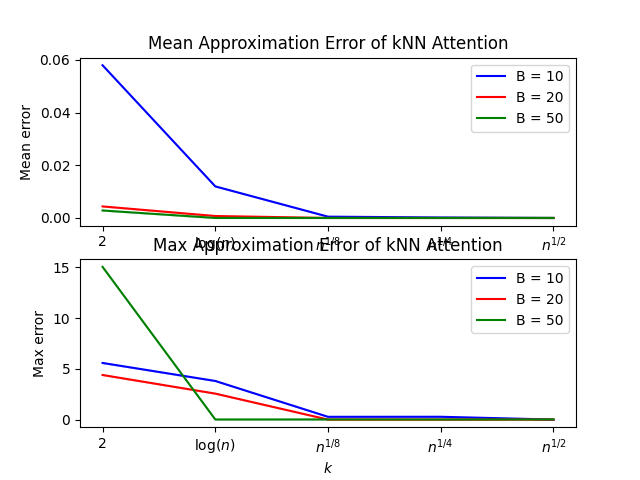 Mean Approximation Error of kNN Attention
Mean error
0.06
0.04
0.02
0.00
B = 10
B = 20
B = 50
2
log(n)
n^{1/8}
n^{1/4}
n^{1/2}
Max Approximation Error of kNN Attention
Max error
15
10
5
0
B = 10
B = 20
B = 50
2
log(n)
n^{1/8}
n^{1/4}
n^{1/2}
k